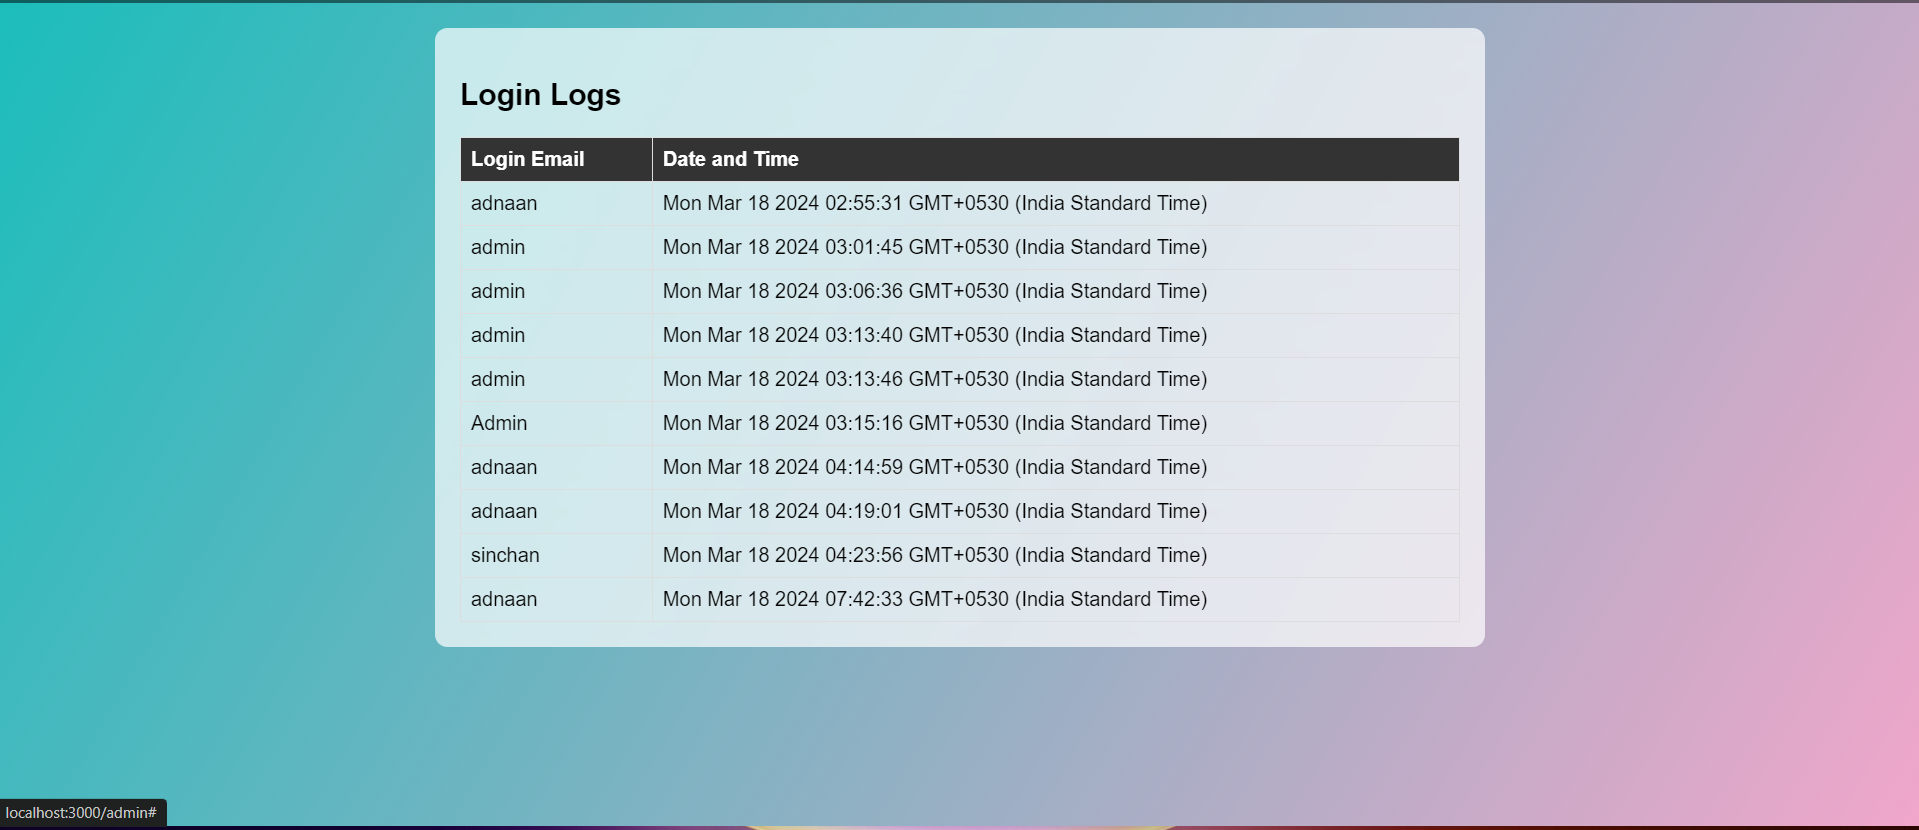 Login Logs
Login Email Date and Time
adnaan Mon Mar 18 2024 02:55:31 GMT+0530 (India Standard Time)
admin Mon Mar 18 2024 03:01:45 GMT+0530 (India Standard Time)
admin Mon Mar 18 2024 03:06:36 GMT+0530 (India Standard Time)
admin Mon Mar 18 2024 03:13:40 GMT+0530 (India Standard Time)
admin Mon Mar 18 2024 03:13:46 GMT+0530 (India Standard Time)
Admin Mon Mar 18 2024 03:15:16 GMT+0530 (India Standard Time)
adnaan Mon Mar 18 2024 04:14:59 GMT+0530 (India Standard Time)
adnaan Mon Mar 18 2024 04:19:01 GMT+0530 (India Standard Time)
sinchan Mon Mar 18 2024 04:23:56 GMT+0530 (India Standard Time)
adnaan Mon Mar 18 2024 07:42:33 GMT+0530 (India Standard Time)
localhost:3000/admin#